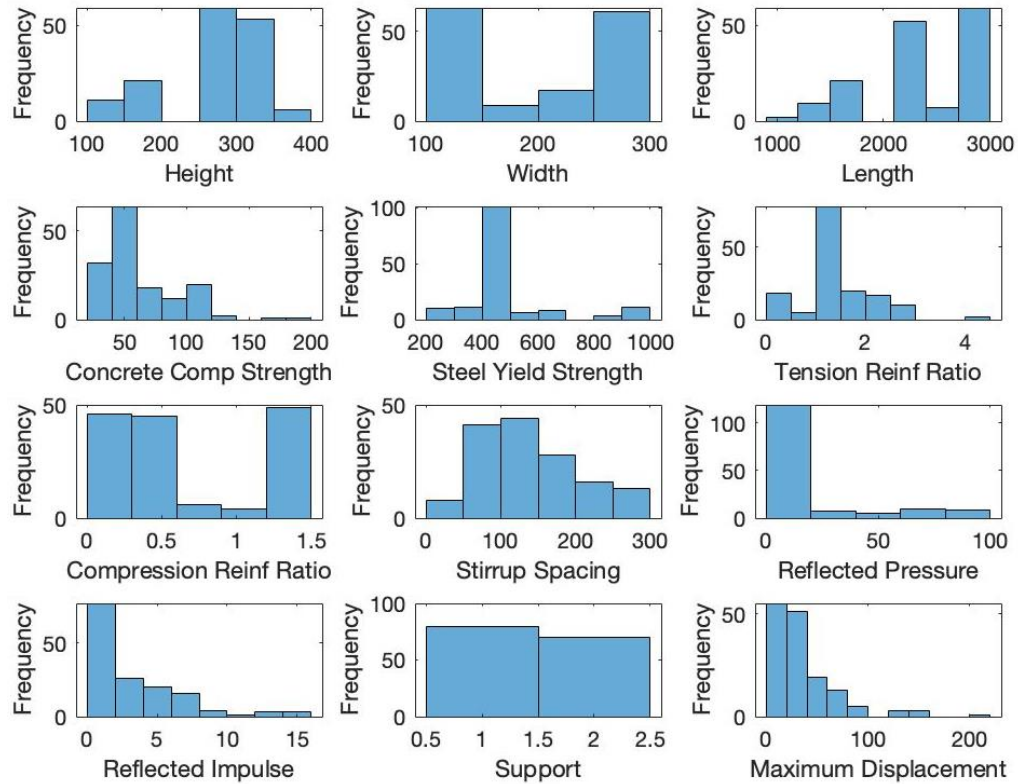 Frequency
50
0
100 200 300 400
Height
Frequency
50
0
100 200 300
Width
Frequency
50
0
1000 2000 3000
Length
Frequency
50
0
50 100 150 200
Concrete Comp Strength
Frequency
100
50
0
200 400 600 800 1000
Steel Yield Strength
Frequency
50
0
0 2 4
Tension Reinf Ratio
Frequency
50
0
0 0.5 1 1.5
Compression Reinf Ratio
Frequency
50
0
0 100 200 300
Stirrup Spacing
Frequency
100
50
0
0 50 100
Reflected Pressure
Frequency
50
0
0 5 10 15
Reflected Impulse
Frequency
100
50
0
0.5 1 1.5 2 2.5
Support
Frequency
50
0
0 100 200
Maximum Displacement